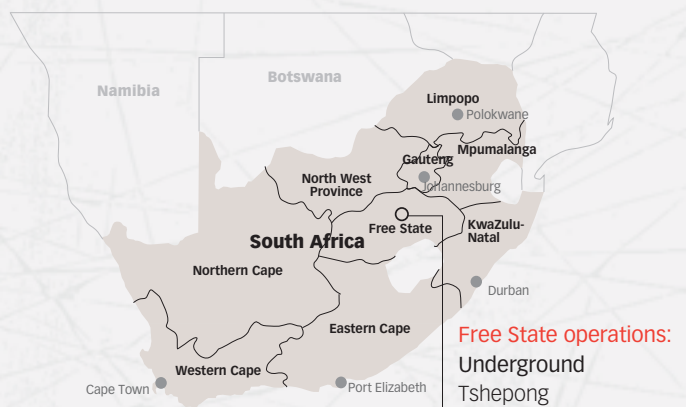 Namibia
Botswana
Limpopo
Polokwane
Mpumalanga
Gauteng
Johannesburg
North West
Province
Free State
KwaZulu-
Natal
South Africa
Northern Cape
Durban
Eastern Cape
Western Cape
Cape Town
Port Elizabeth
Free State operations:
Underground
Tshepong